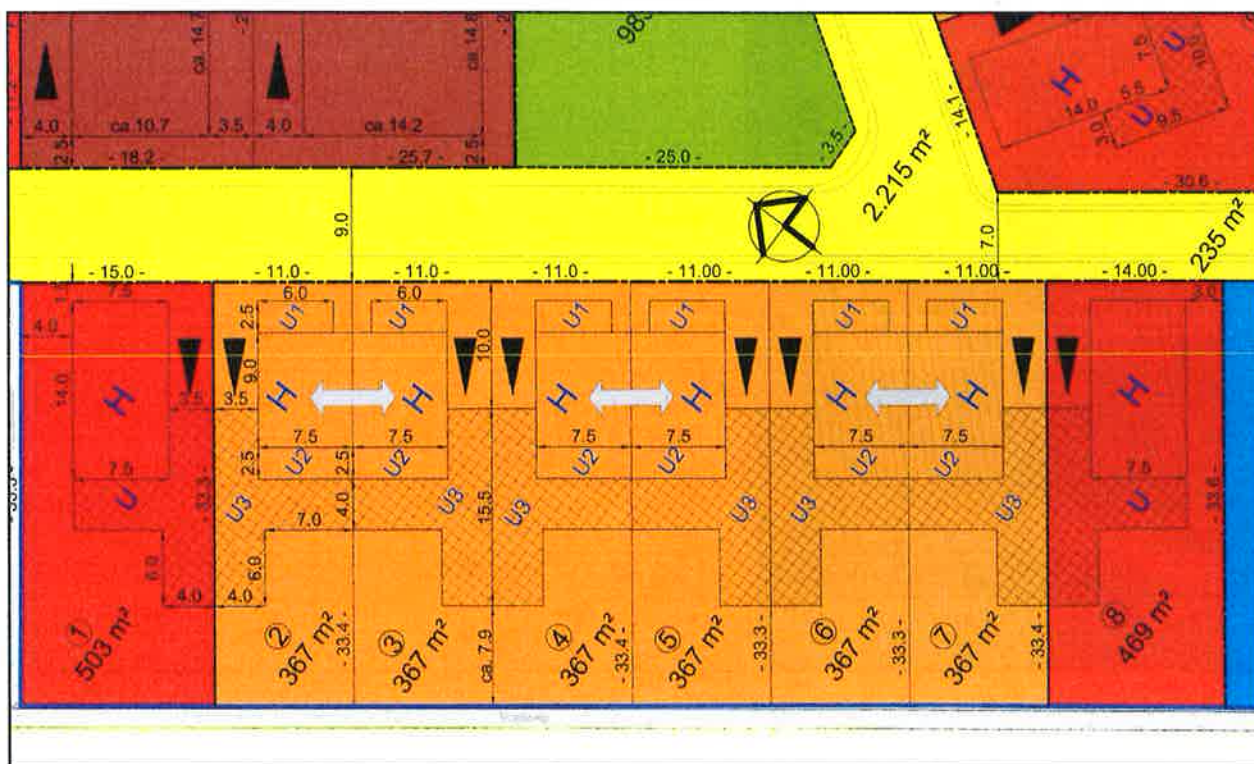 985
ca 14.7
ca 14.8
4.0
ca 10.7
3.5
4.0
ca 14.2
2.5
- 18.2 -
- 25.7 -
2.5
- 25.0 -
- 3.5 -
2.215 m²
- 14.1 -
H
14.0
5.5
7.5
U
10.0
3.0
U
9.5
- 30.6 -
235 m²
9.0
7.0
- 15.0 -
- 11.0 -
- 11.0 -
- 11.0 -
- 11.00 -
- 11.00 -
- 11.00 -
- 14.00 -
7.5
6.0
6.0
3.0
2.5
U1
U1
U1
U1
U1
U1
4.0
14.0
H
3.5
3.5
9.0
H
H
10.0
H
H
H
H
H
7.5
7.5
7.5
7.5
7.5
7.5
7.5
2.5
U2
2.5
U2
U2
U2
U2
U2
7.5
U
- 33.3 -
U3
4.0
U3
15.5
U3
U3
U3
U3
U
- 33.6 -
7.0
6.0
4.0
4.0
6.0
1
503 m²
2
367 m²
- 33.4 -
3
367 m²
ca. 7.9
4
367 m²
- 33.4 -
5
367 m²
- 33.3 -
6
367 m²
- 33.3 -
7
367 m²
- 33.4 -
8
469 m²